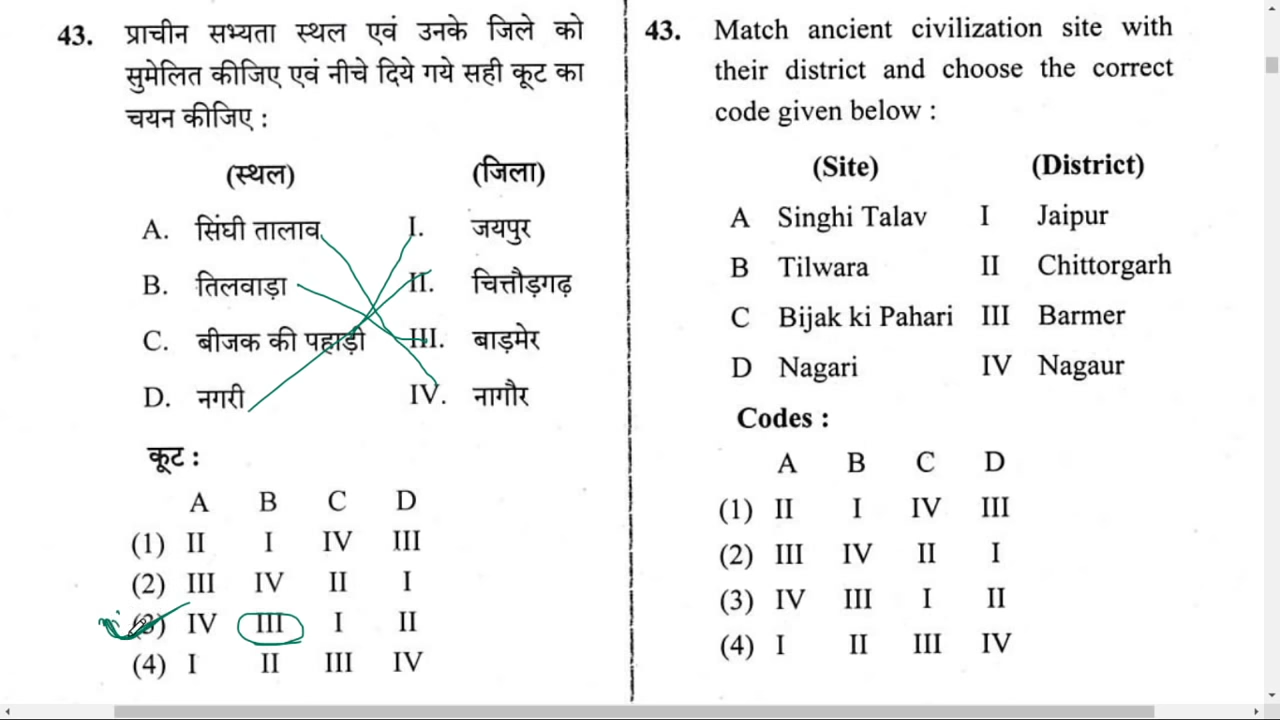 43. प्राचीन सभ्यता स्थल एवं उनके जिले को
सुमेलित कीजिए एवं नीचे दिये गये सही कूट का
चयन कीजिए :
(स्थल) (जिला)
A. सिंघी तालाव I. जयपुर
B. तिलवाड़ा II. चित्तौड़गढ़
C. बीजक की पहाड़ी III. बाड़मेर
D. नगरी IV. नागौर
कूट :
A B C D
(1) II I IV III
(2) III IV II I
(3) IV III I II
(4) I II III IV
43. Match ancient civilization site with
their district and choose the correct
code given below :
(Site) (District)
A Singhi Talav I Jaipur
B Tilwara II Chittorgarh
C Bijak ki Pahari III Barmer
D Nagari IV Nagaur
Codes :
A B C D
(1) II I IV III
(2) III IV II I
(3) IV III I II
(4) I II III IV